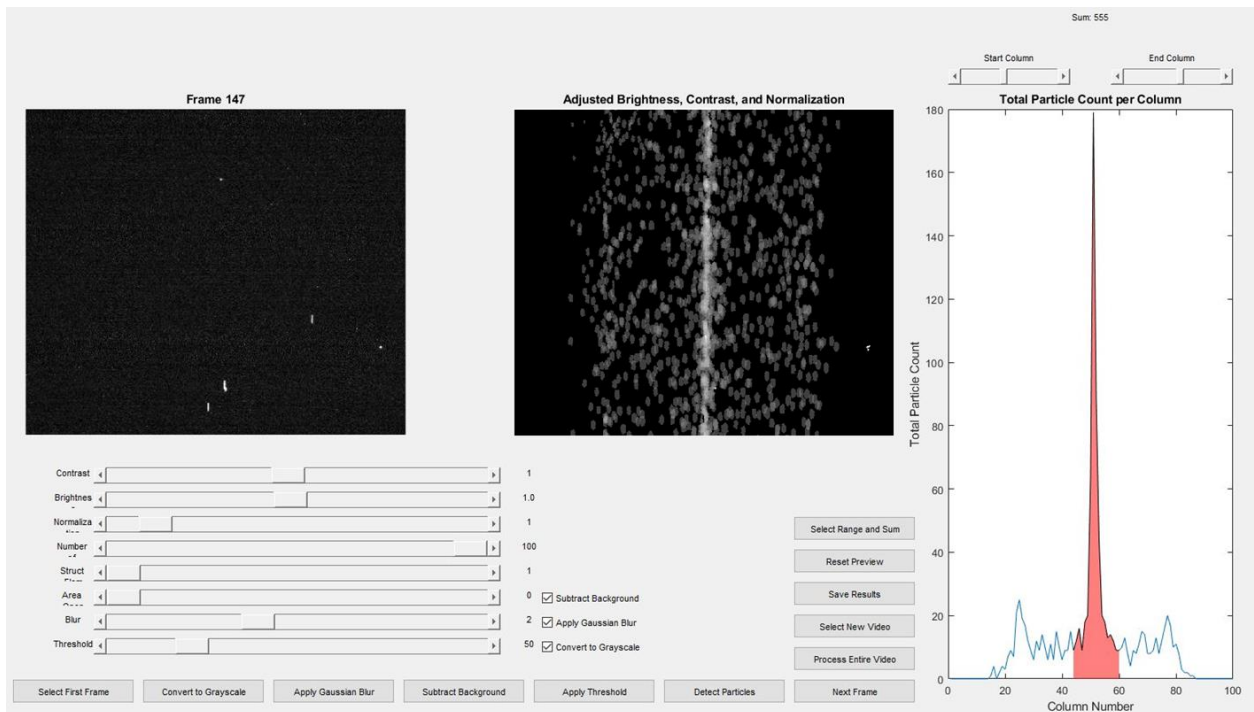 Sum: 555
Start Column
End Column
Frame 147
Adjusted Brightness, Contrast, and Normalization
Total Particle Count per Column
180
160
140
120
100
80
60
40
20
0
Total Particle Count
0 20 40 60 80 100
Column Number
Contrast 1
Brightnes 1.0
Normaliza 1
Number 100
Struct 1
Area 0
Subtract Background
Blur 2
Apply Gaussian Blur
Threshold 50
Convert to Grayscale
Select Range and Sum
Reset Preview
Save Results
Select New Video
Process Entire Video
Select First Frame
Convert to Grayscale
Apply Gaussian Blur
Subtract Background
Apply Threshold
Detect Particles
Next Frame